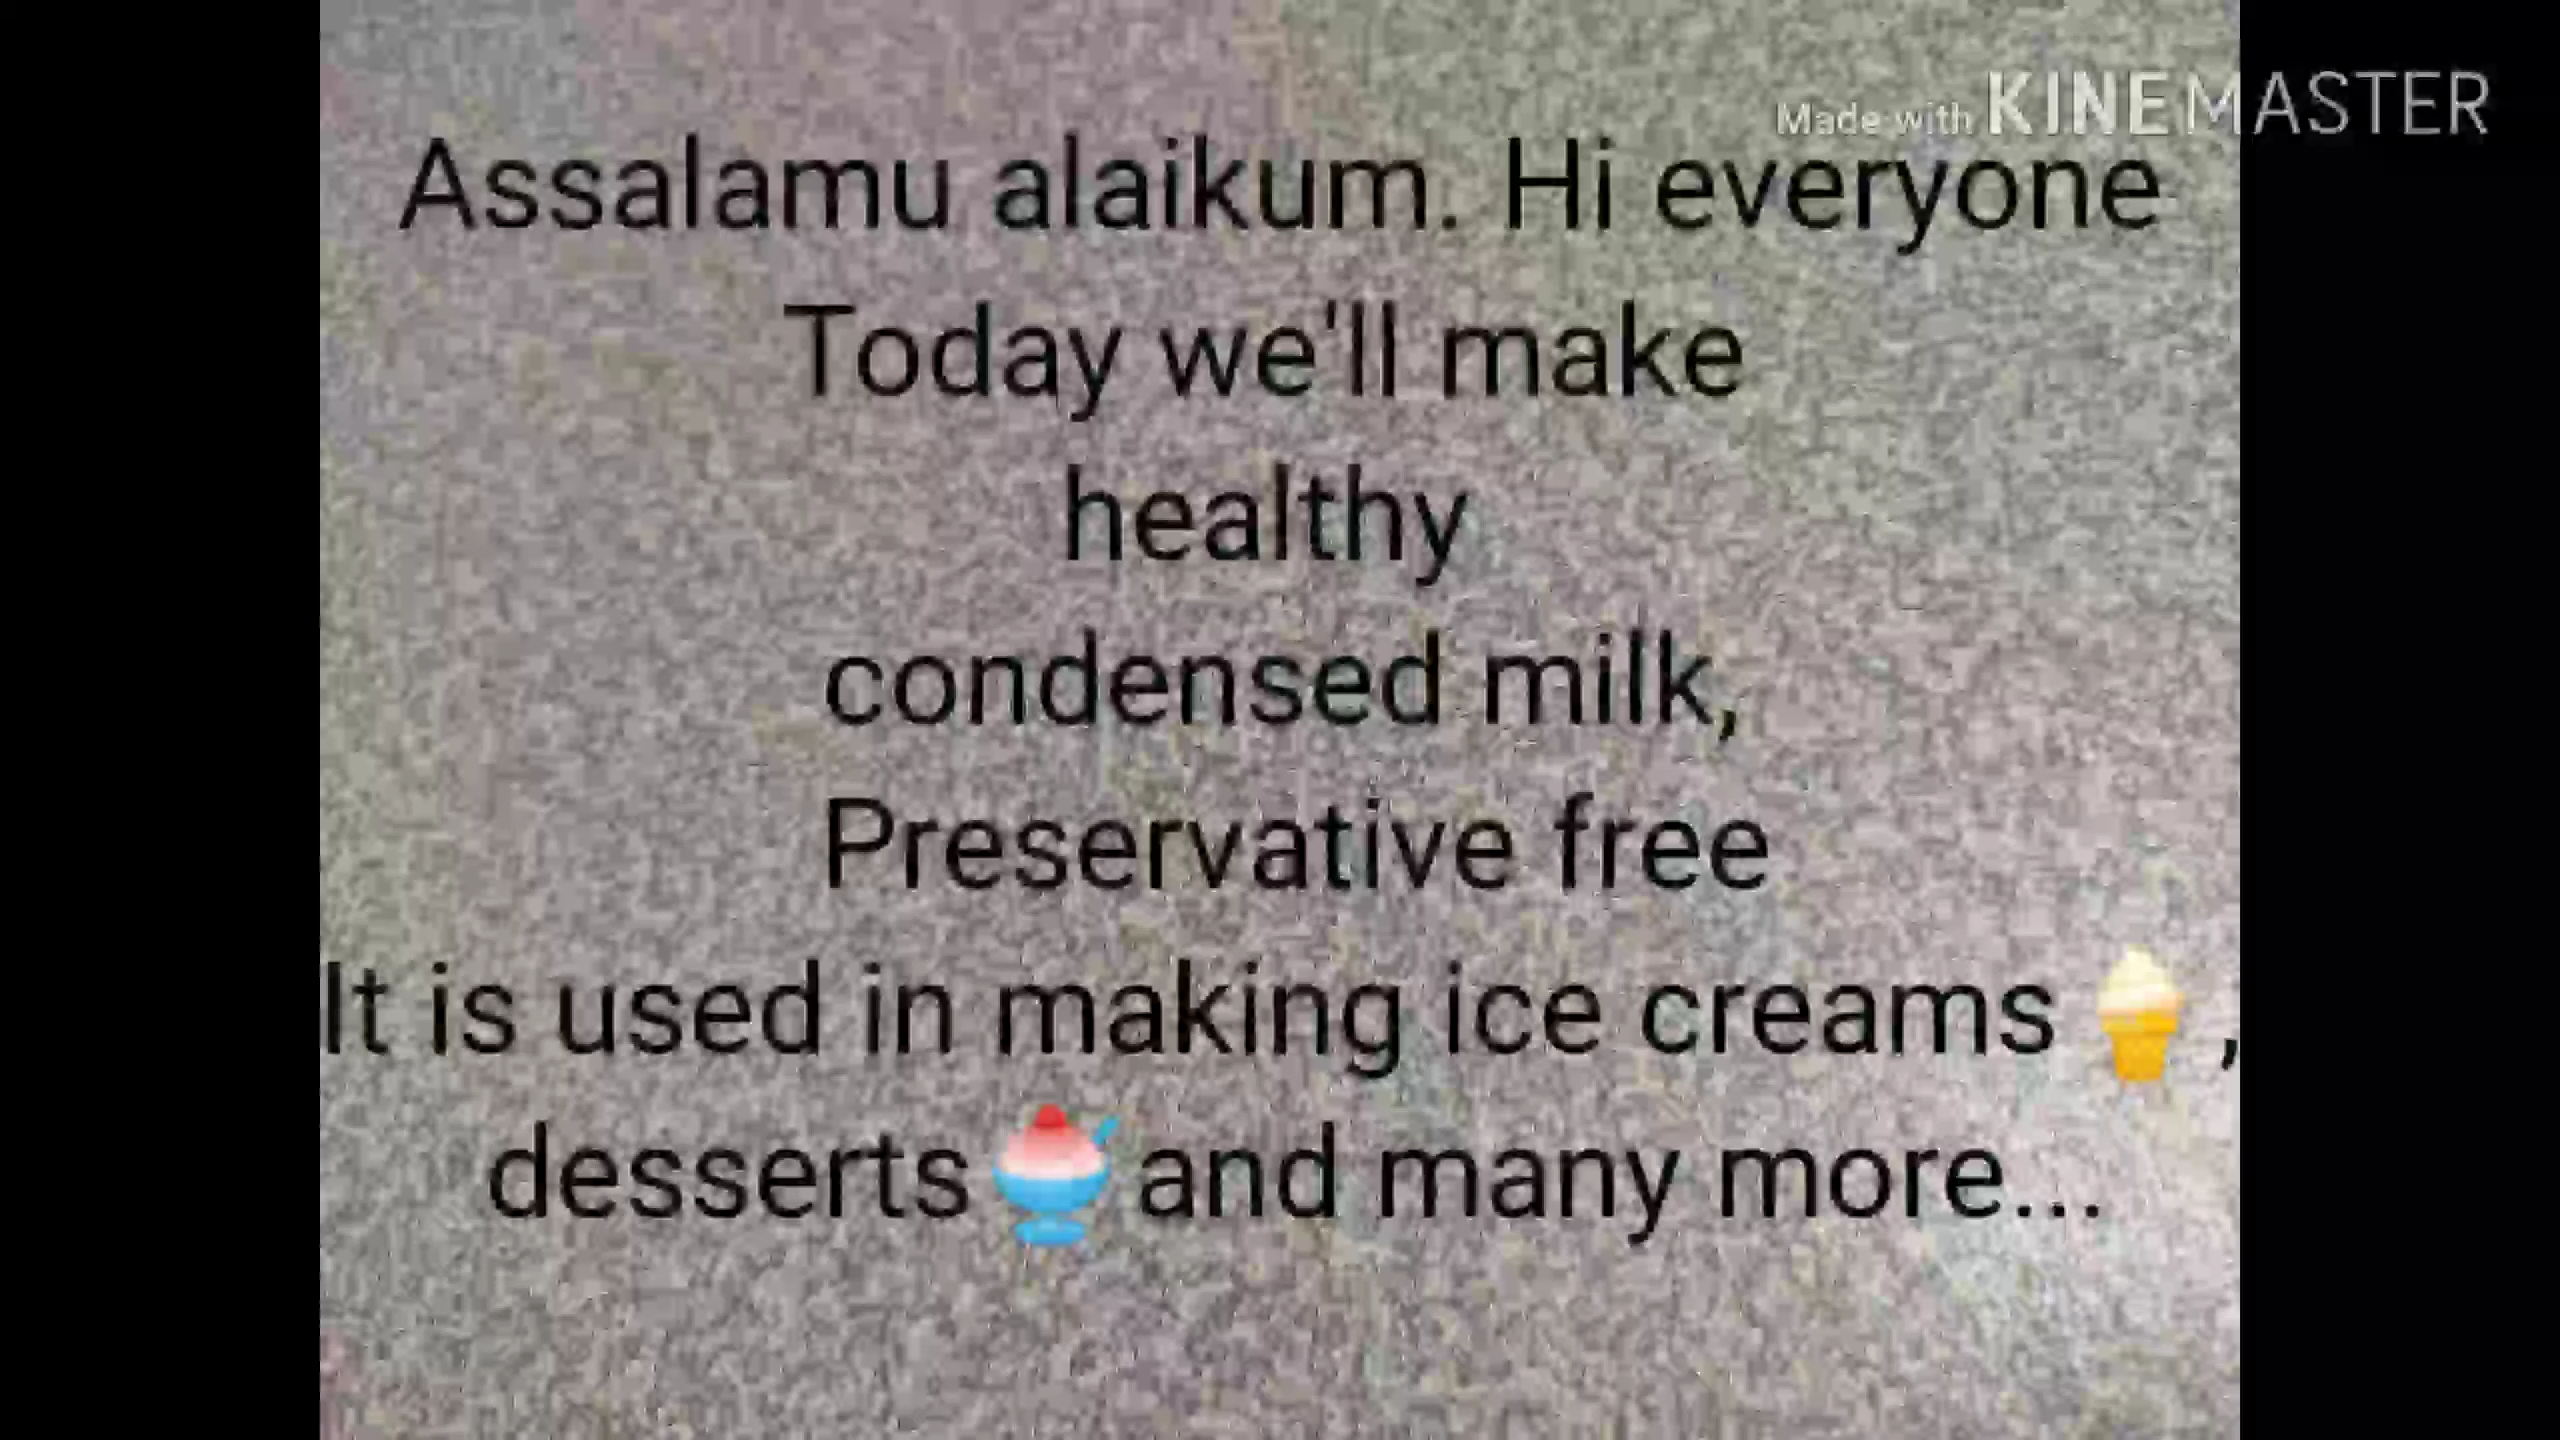 Made with KINEMASTER
Assalamu alaikum. Hi everyone
Today we'll make
healthy
condensed milk,
Preservative free
It is used in making ice creams🍦,
desserts🍧and many more...